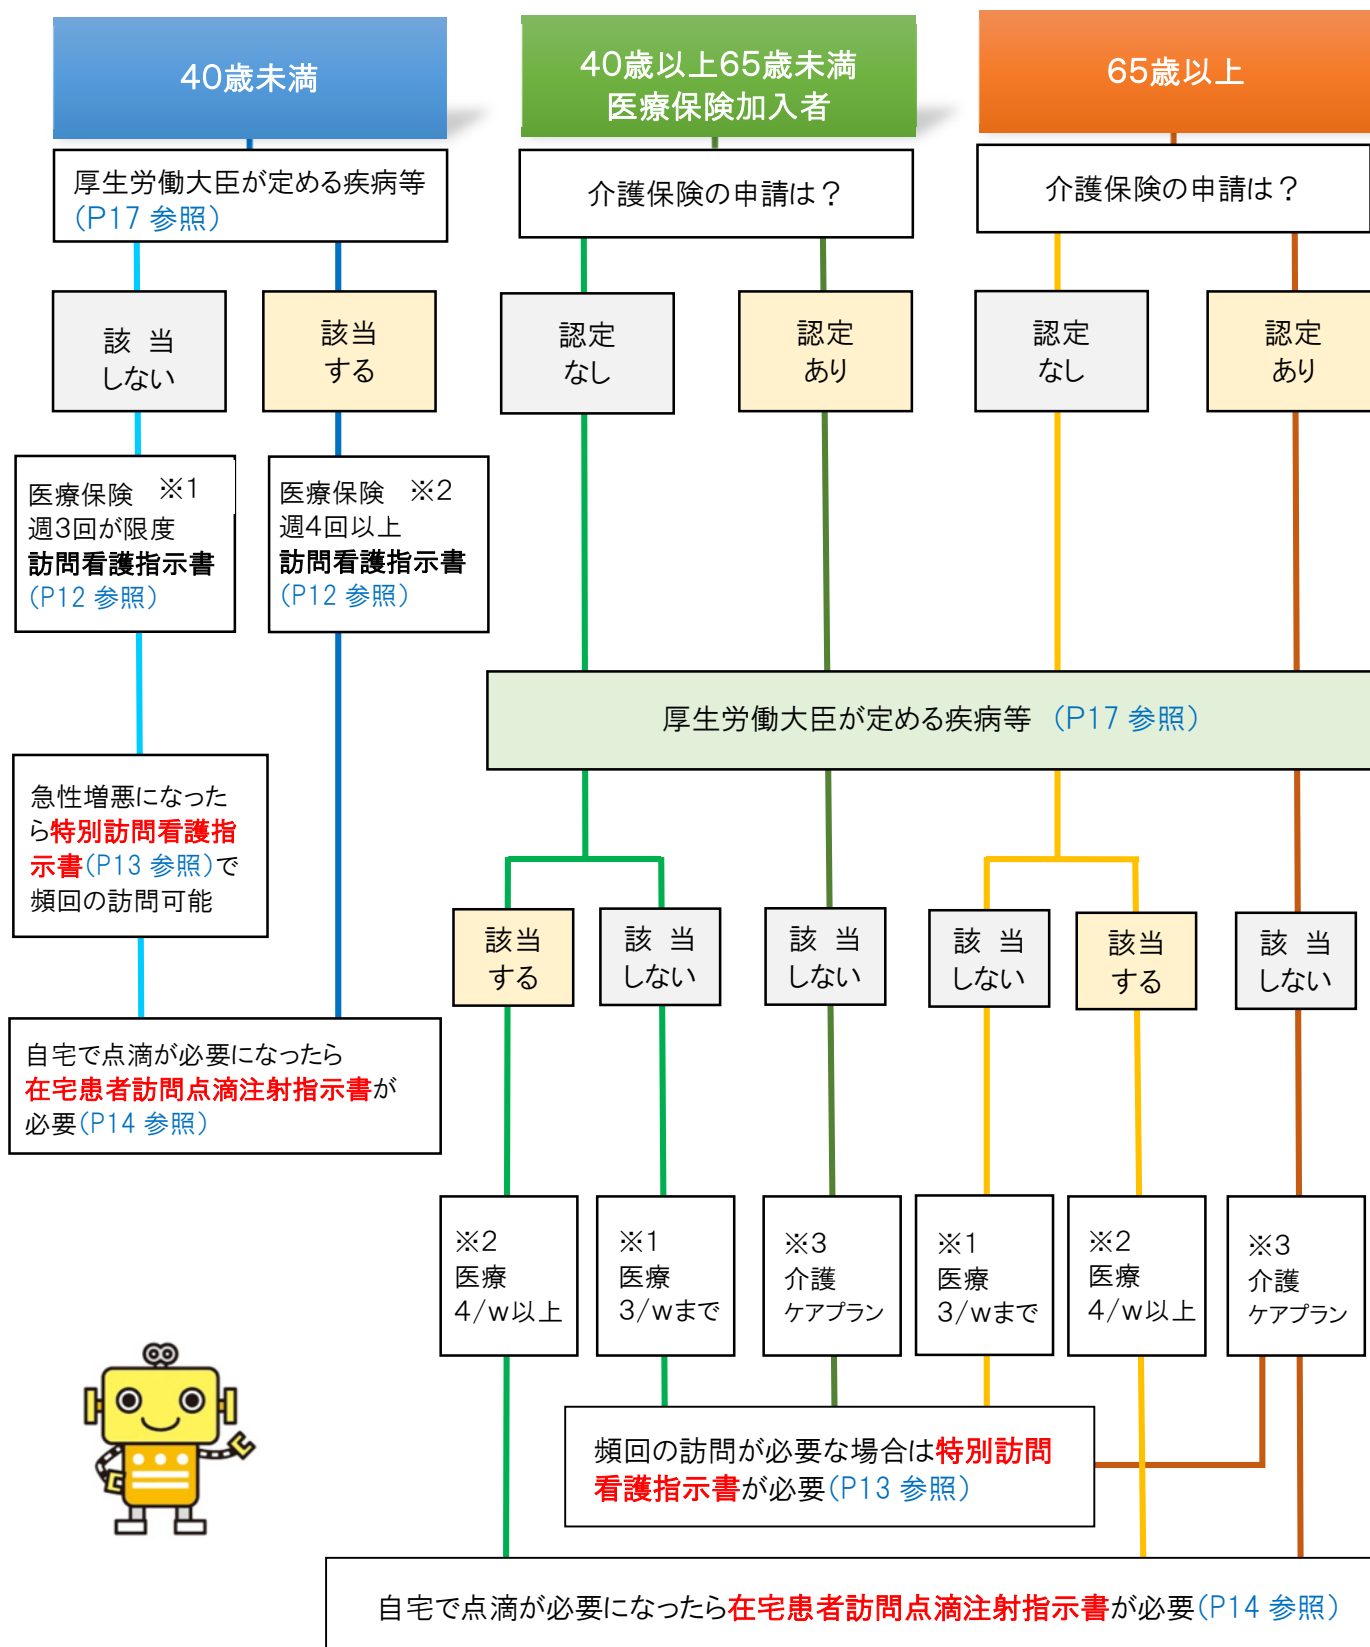 40歳未満
40歳以上65歳未満
医療保険加入者
65歳以上
厚生労働大臣が定める疾病等
（P17 参照）
介護保険の申請は？
介護保険の申請は？
該 当
しない
該当
する
認定
なし
認定
あり
認定
なし
認定
あり
医療保険 ※1
週3回が限度
訪問看護指示書
（P12 参照）
医療保険 ※2
週4回以上
訪問看護指示書
（P12 参照）
厚生労働大臣が定める疾病等 （P17 参照）
急性増悪になった
ら特別訪問看護指
示書（P13 参照）で
頻回の訪問可能
該当
する
該 当
しない
該 当
しない
該 当
しない
該当
する
該 当
しない
自宅で点滴が必要になったら
在宅患者訪問点滴注射指示書が
必要（P14 参照）
※2
医療
4/w以上
※1
医療
3/wまで
※3
介護
ケアプラン
※1
医療
3/wまで
※2
医療
4/w以上
※3
介護
ケアプラン
頻回の訪問が必要な場合は特別訪問
看護指示書が必要（P13 参照）
自宅で点滴が必要になったら在宅患者訪問点滴注射指示書が必要（P14 参照）